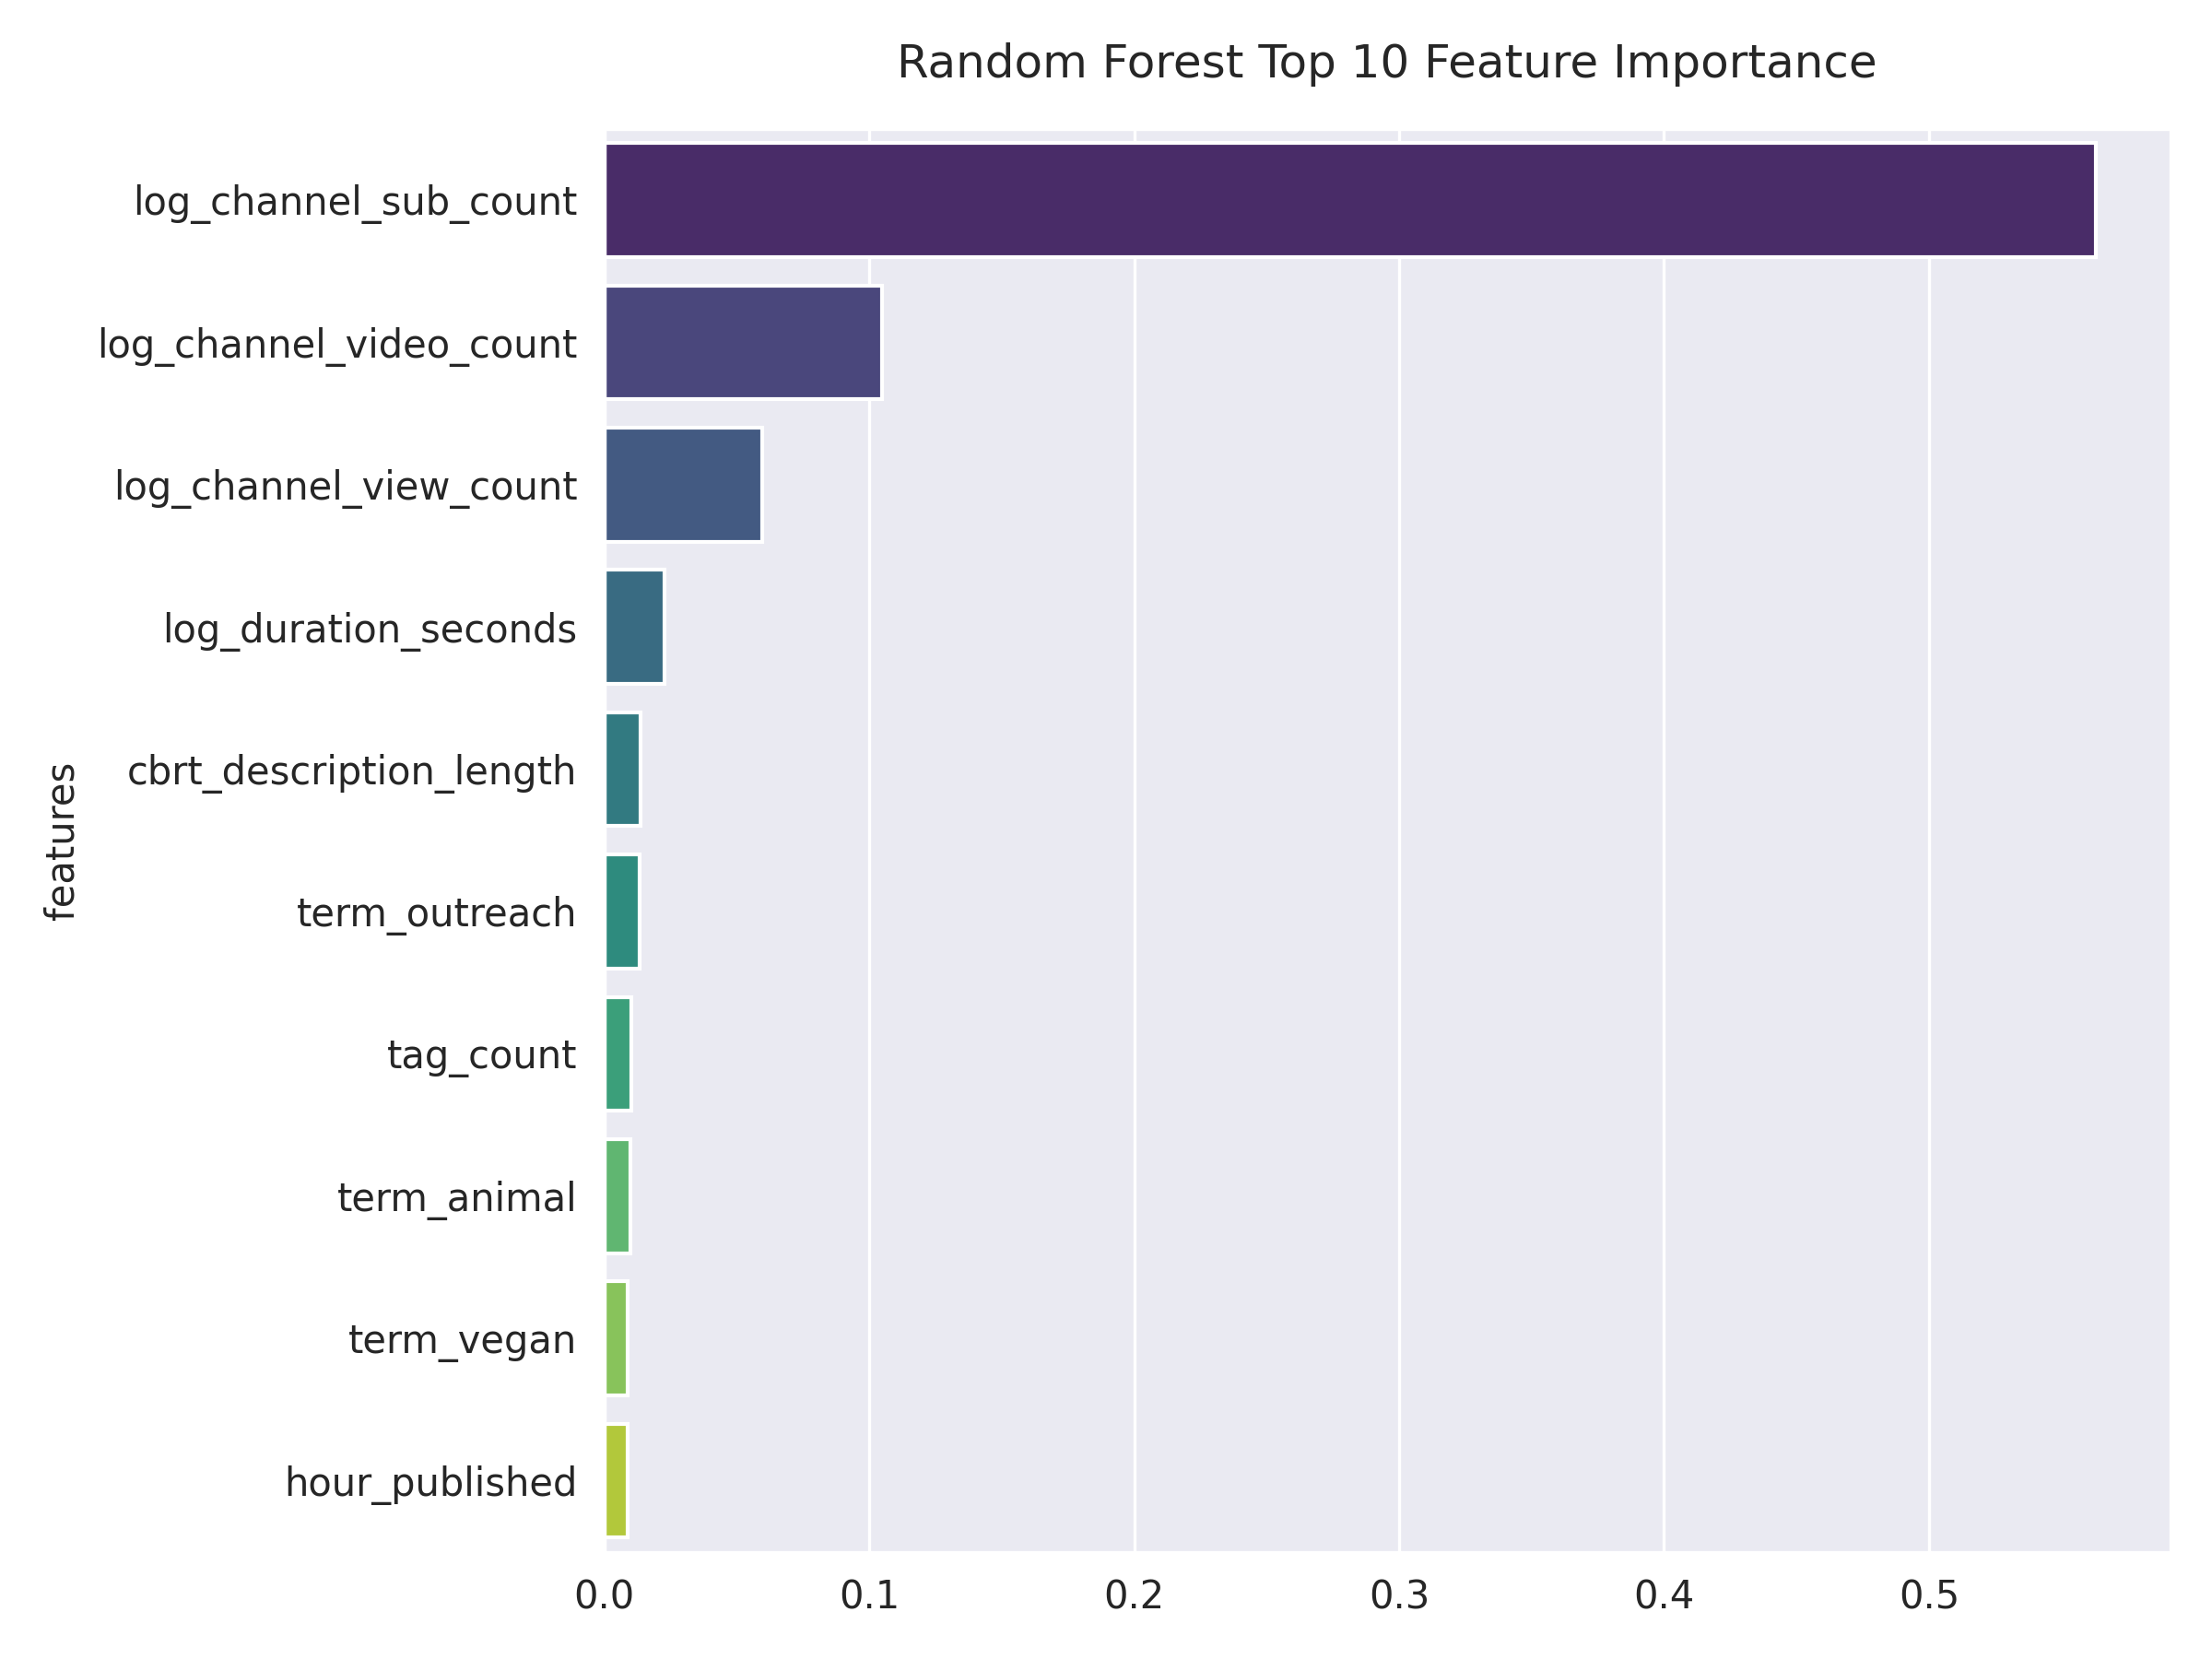 Random Forest Top 10 Feature Importance
log_channel_sub_count
log_channel_video_count
log_channel_view_count
log_duration_seconds
cbrt_description_length
term_outreach
tag_count
term_animal
term_vegan
hour_published
features
0.0 0.1 0.2 0.3 0.4 0.5